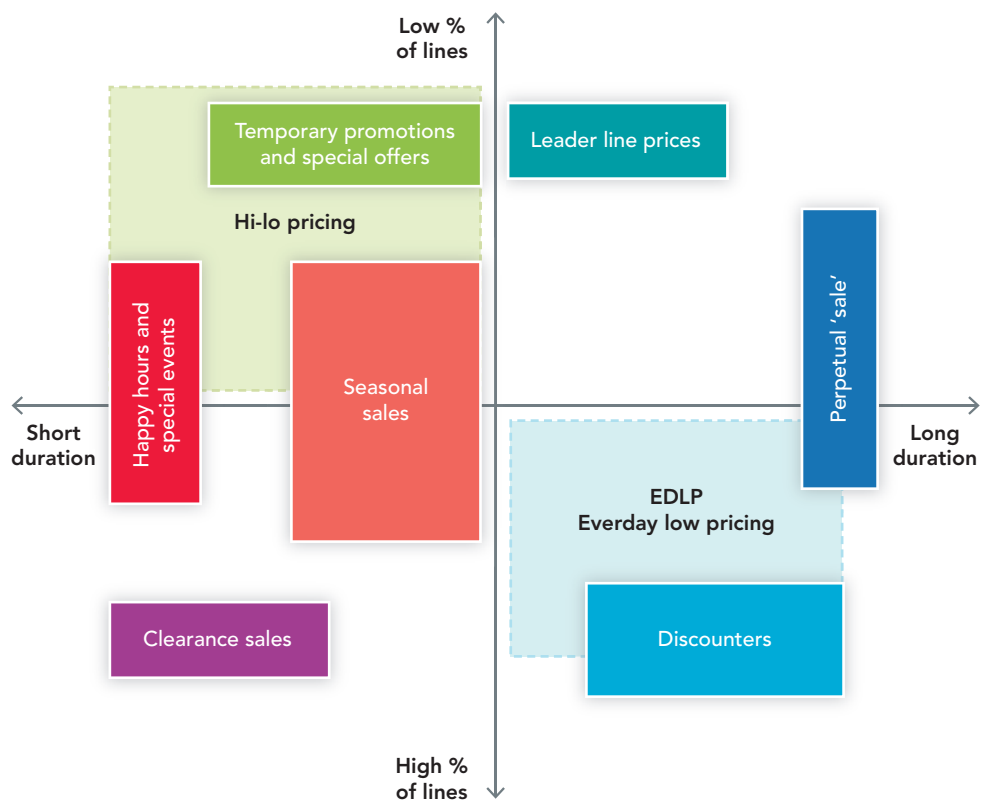 Low %
of lines
Temporary promotions
and special offers
Leader line prices
Hi-lo pricing
Happy hours and
special events
Seasonal
sales
Perpetual ‘sale’
Short
duration
Long
duration
EDLP
Everday low pricing
Clearance sales
Discounters
High %
of lines